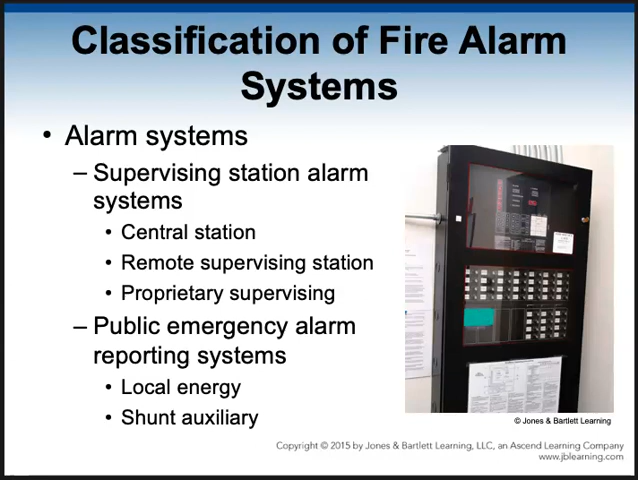 Classification of Fire Alarm
Systems
• Alarm systems
– Supervising station alarm
systems
• Central station
• Remote supervising station
• Proprietary supervising
– Public emergency alarm
reporting systems
• Local energy
• Shunt auxiliary
© Jones & Bartlett Learning
Copyright © 2015 by Jones & Bartlett Learning, LLC, an Ascend Learning Company
www.jblearning.com